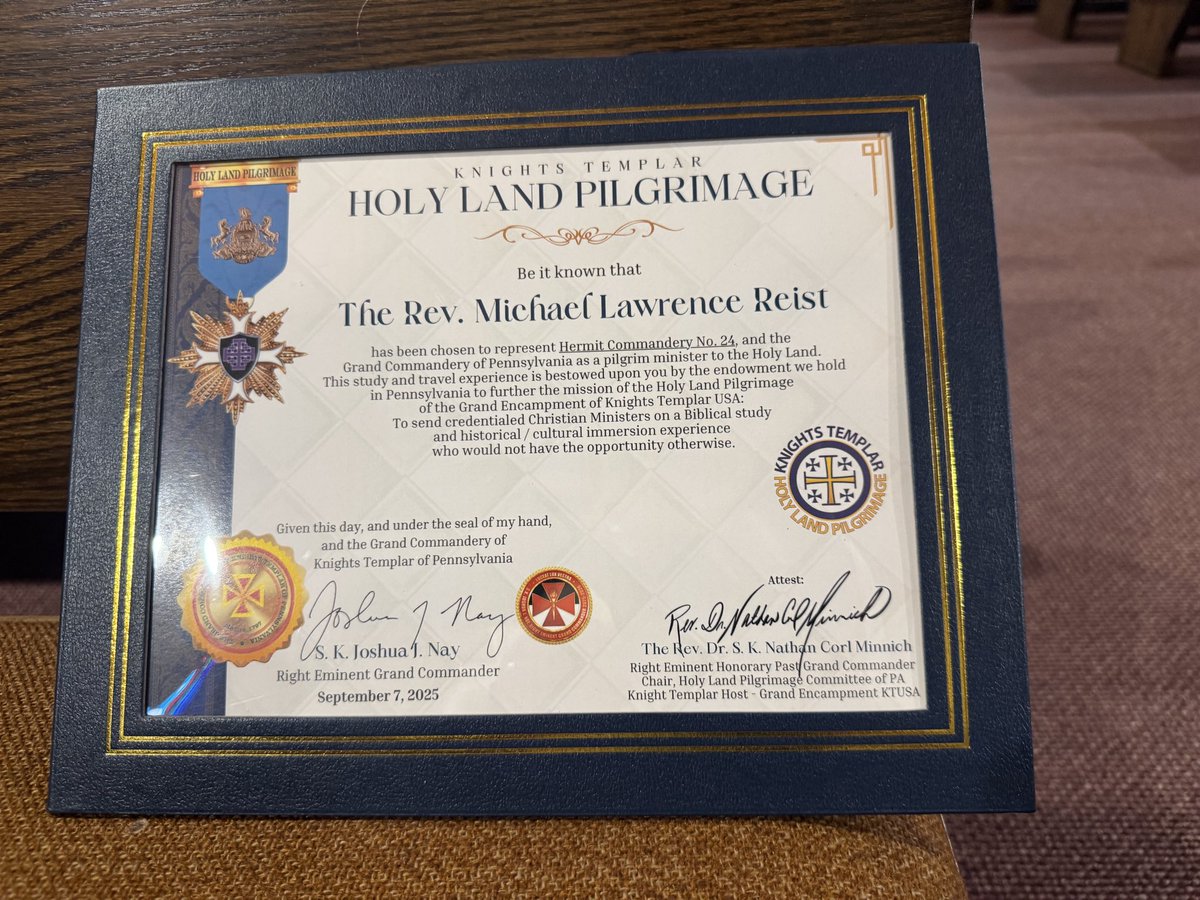 HOLY LAND PILGRIMAGE
KNIGHTS TEMPLAR
HOLY LAND PILGRIMAGE
Be it known that
The Rev. Michael Lawrence Reist
has been chosen to represent Hermit Commandery No. 24, and the
Grand Commandery of Pennsylvania as a pilgrim minister to the Holy Land.
This study and travel experience is bestowed upon you by the endowment we hold
in Pennsylvania to further the mission of the Holy Land Pilgrimage
of the Grand Encampment of Knights Templar USA:
To send credentialed Christian Ministers on a Biblical study
and historical / cultural immersion experience
who would not have the opportunity otherwise.
KNIGHTS TEMPLAR
HOLY LAND PILGRIMAGE
Given this day, and under the seal of my hand,
and the Grand Commandery of
Knights Templar of Pennsylvania
Joshua J Nay
S. K. Joshua J. Nay
Right Eminent Grand Commander
September 7, 2025
Attest:
Rev. Dr. Nathan Corl Minnich
The Rev. Dr. S. K. Nathan Corl Minnich
Right Eminent Honorary Past Grand Commander
Chair, Holy Land Pilgrimage Committee of PA
Knight Templar Host - Grand Encampment KTUSA